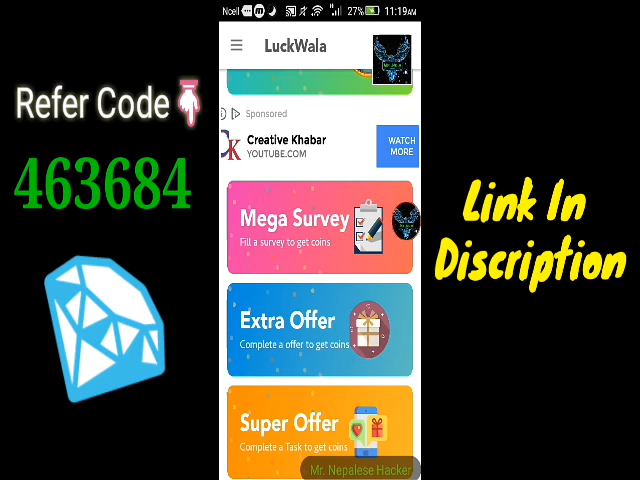 Ncell
27%
11:19AM
LuckWala
Refer Code
463684
Sponsored
Creative Khabar
YOUTUBE.COM
WATCH
MORE
Mega Survey
Fill a survey to get coins
Extra Offer
Complete a offer to get coins
Super Offer
Complete a Task to get coins
Link In
Discription
Mr. Nepalese Hacker